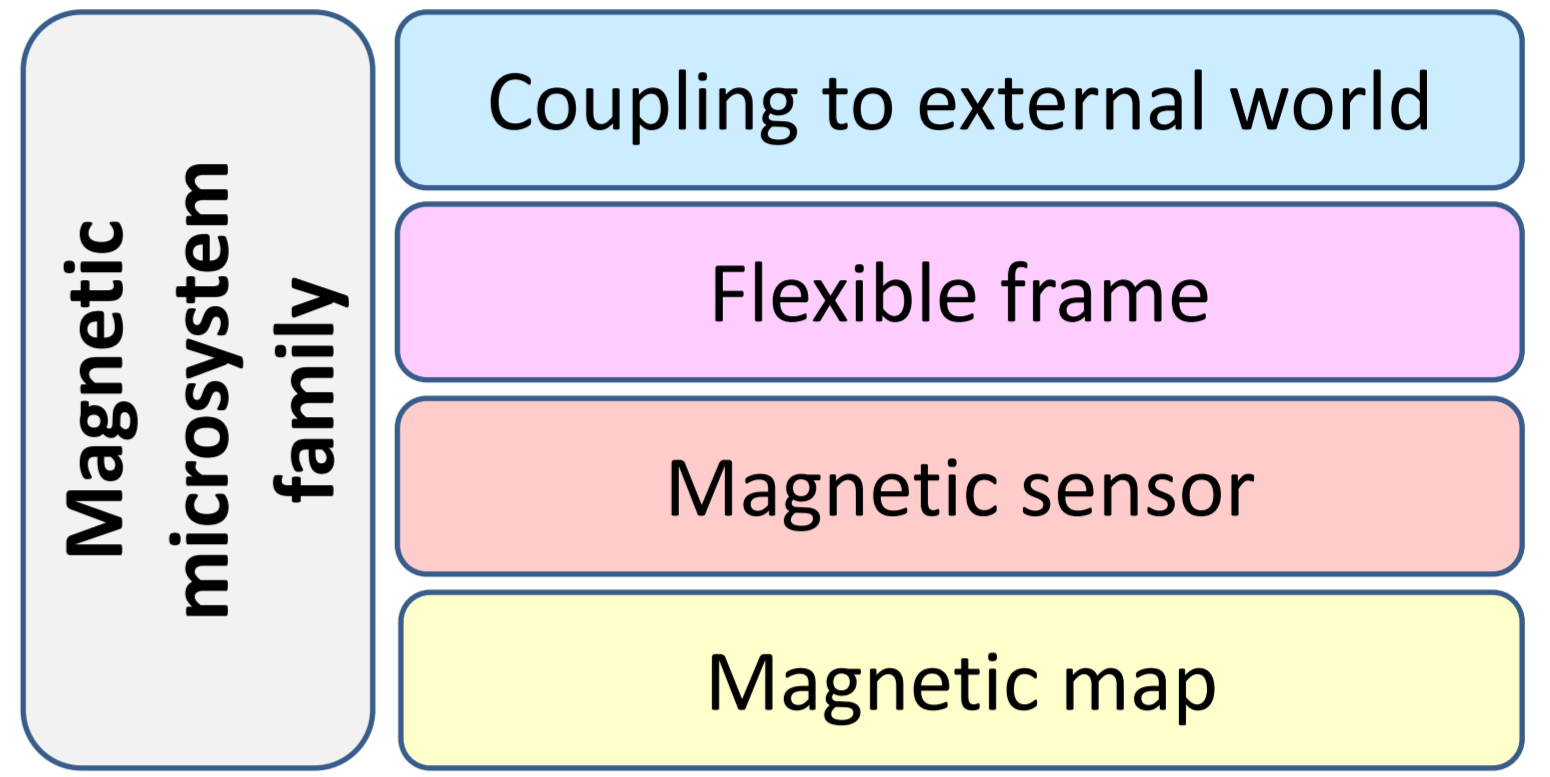 Magnetic
microsystem
family
Coupling to external world
Flexible frame
Magnetic sensor
Magnetic map